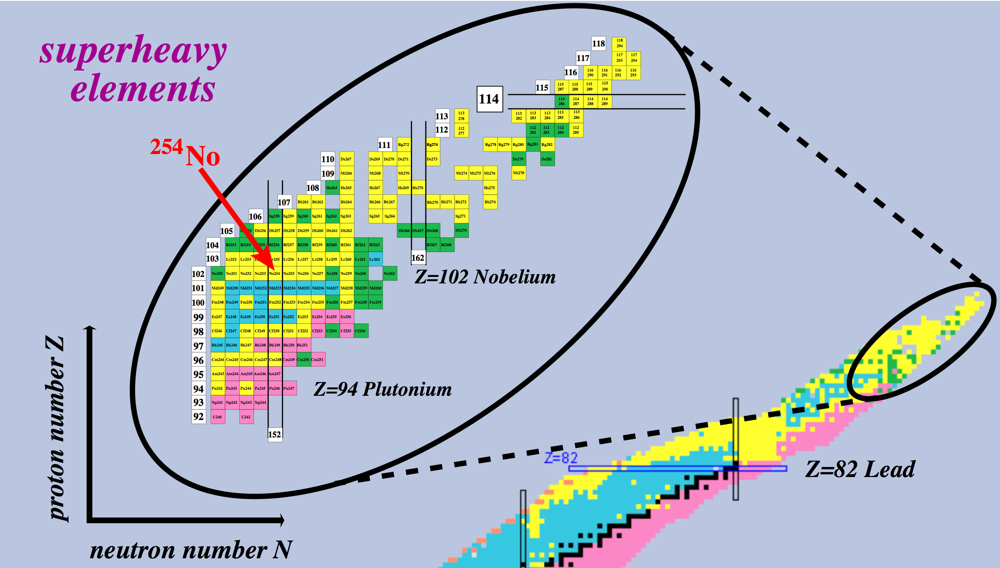 superheavy
elements
254No
118
118 294
117
117 293 117 294
116
116 290 116 291 116 292 116 293
115
115 287 115 288 115 289 115 290
114
114 286 114 287 114 288 114 289
113
113 278 113 282 113 283 113 284 113 285 113 286
112
112 277 112 282 112 283 112 284 112 285
111 Rg272 Rg274 Rg278 Rg279 Rg280 Rg281 Rg282
110 Ds267 Ds269 Ds270 Ds271 Ds273 Ds279 Ds281
109 Mt266 Mt268 Mt270 Mt274 Mt275 Mt276 Mt278
108 Hs264 Hs265 Hs267 Hs269 Hs270 Hs275
107 Bh261 Bh262 Bh264 Bh266 Bh267 Bh270 Bh271 Bh272 Bh274
106 Sg258 Sg259 Sg260 Sg261 Sg262 Sg263 Sg265 Sg266 Sg271
105 Db256 Db257 Db258 Db259 Db260 Db261 Db262 Db266 Db267 Db268 Db270
104 Rf253 Rf254 Rf256 Rf257 Rf258 Rf259 Rf260 Rf261 Rf262 Rf263 Rf267 Rf268
103 Lr252 Lr253 Lr256 Lr257 Lr258 Lr259 Lr260 Lr261 Lr262
162
102 No250 No251 No252 No253 No254 No255 No256 No257 No258 No259 No260 No262
Z=102 Nobelium
101 Md249 Md250 Md251 Md252 Md253 Md254 Md255 Md256 Md257 Md258 Md259 Md260
100 Fm248 Fm249 Fm250 Fm251 Fm252 Fm253 Fm254 Fm255 Fm256 Fm257 Fm258 Fm259
99 Es247 Es248 Es249 Es250 Es251 Es252 Es253 Es254 Es255 Es256
98 Cf246 Cf247 Cf248 Cf249 Cf250 Cf251 Cf252 Cf253 Cf254 Cf255 Cf256
97 Bk245 Bk246 Bk247 Bk248 Bk249 Bk250 Bk251
96 Cm244 Cm245 Cm246 Cm247 Cm248 Cm249 Cm250 Cm251
95 Am243 Am244 Am245 Am246 Am247
94 Pu242 Pu243 Pu244 Pu245 Pu246 Pu247
Z=94 Plutonium
93 Np241 Np242 Np243 Np244
92 U240 U242
152
Z=82
Z=82 Lead
proton number Z
neutron number N